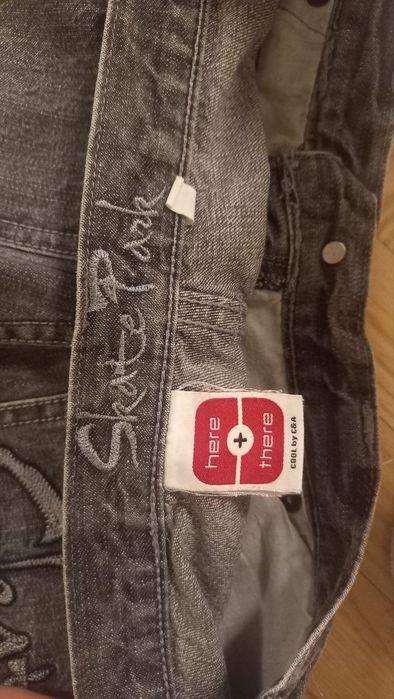 Skate Park
here
+
there
COOL by C&A